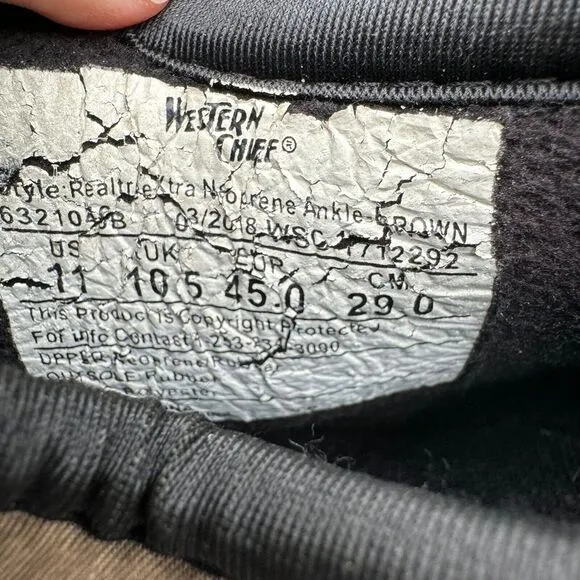 WESTERN
CHIEF®
Style: Realtree Xtra Neoprene Ankle-BROWN
03/2018 WSC 1712292
US UK EUR CM
11 10.5 45.0 29.0
This Product is Copyright Protected
For info Contact: 3090
UPPER: Neoprene/Rubber
OUTSOLE Rubber